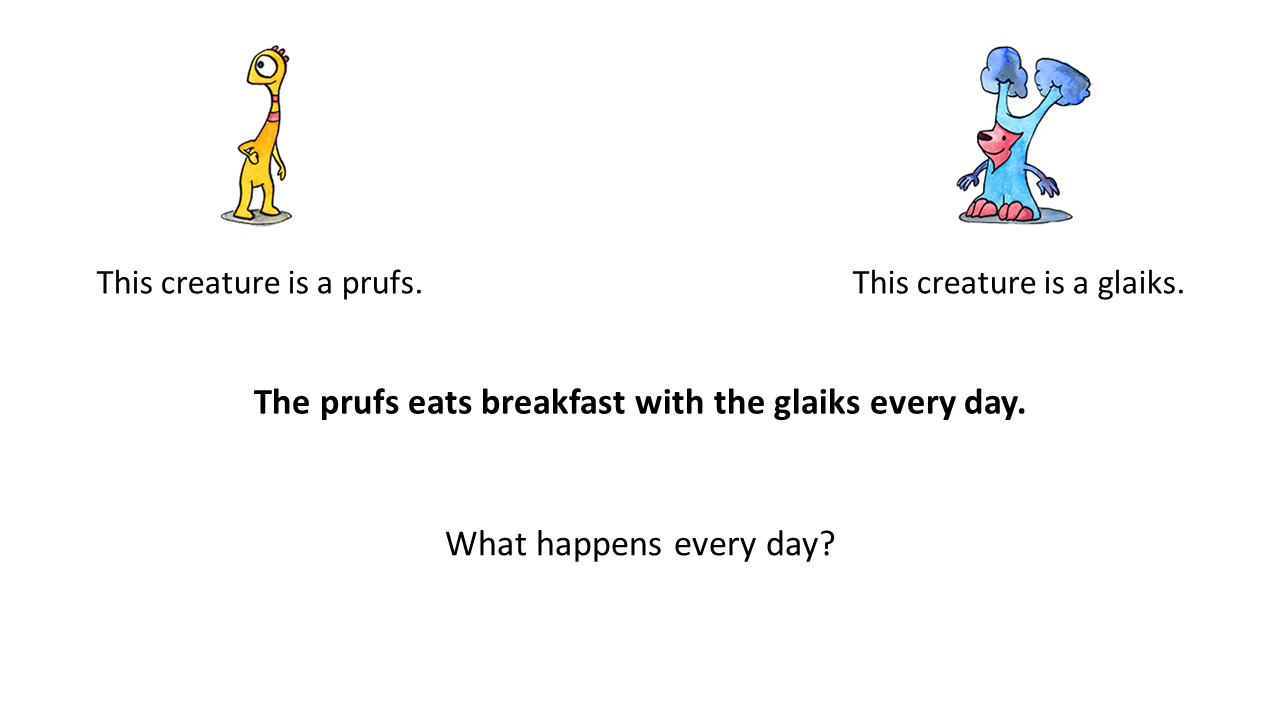 This creature is a prufs.
This creature is a glaiks.
The prufs eats breakfast with the glaiks every day.
What happens every day?